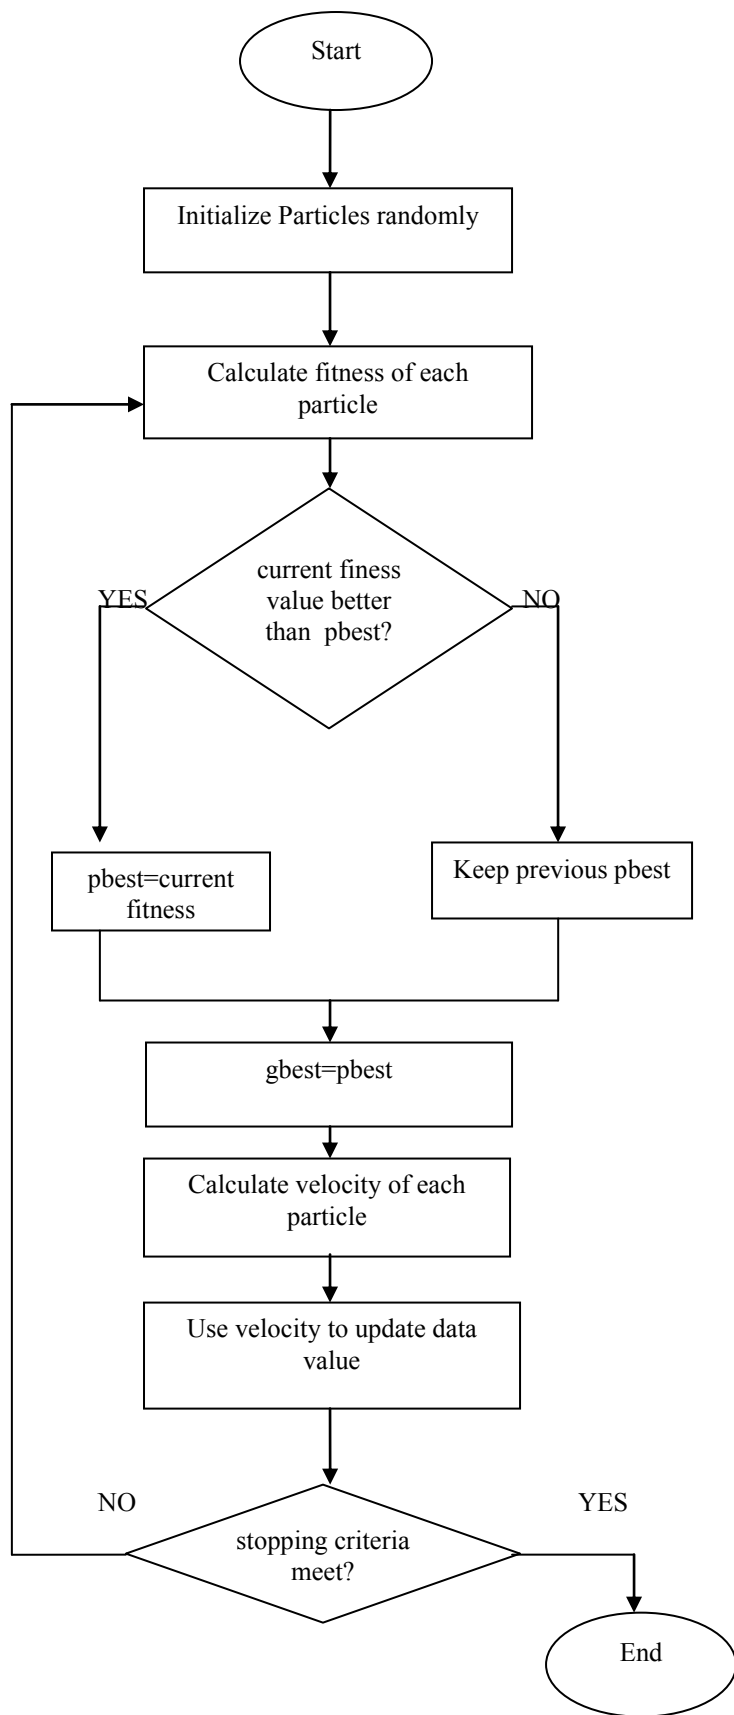 Start
Initialize Particles randomly
Calculate fitness of each
particle
current finess
value better
than pbest?
YES
NO
pbest=current
fitness
Keep previous pbest
gbest=pbest
Calculate velocity of each
particle
Use velocity to update data
value
NO
YES
stopping criteria
meet?
End